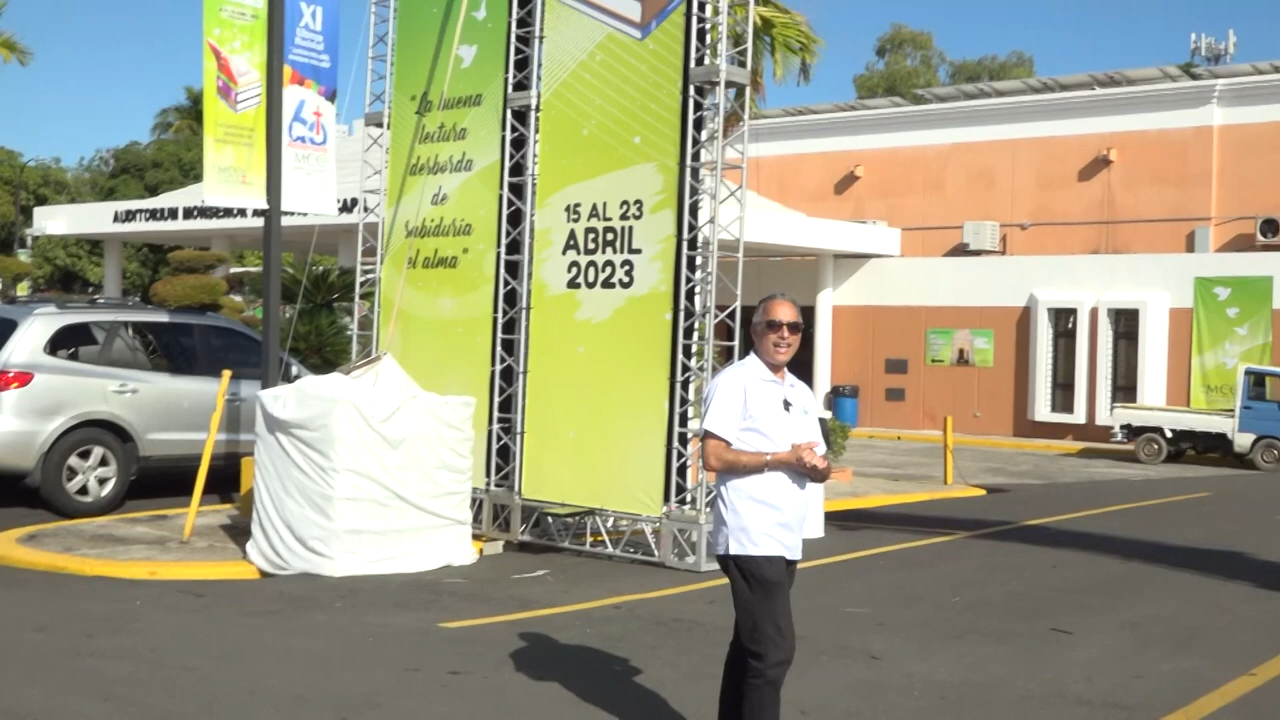 XI
AUDITORIUM MONSEÑOR
"La buena
lectura
desborda
de
sabiduría
el alma"
15 AL 23
ABRIL
2023
MCC
MCC